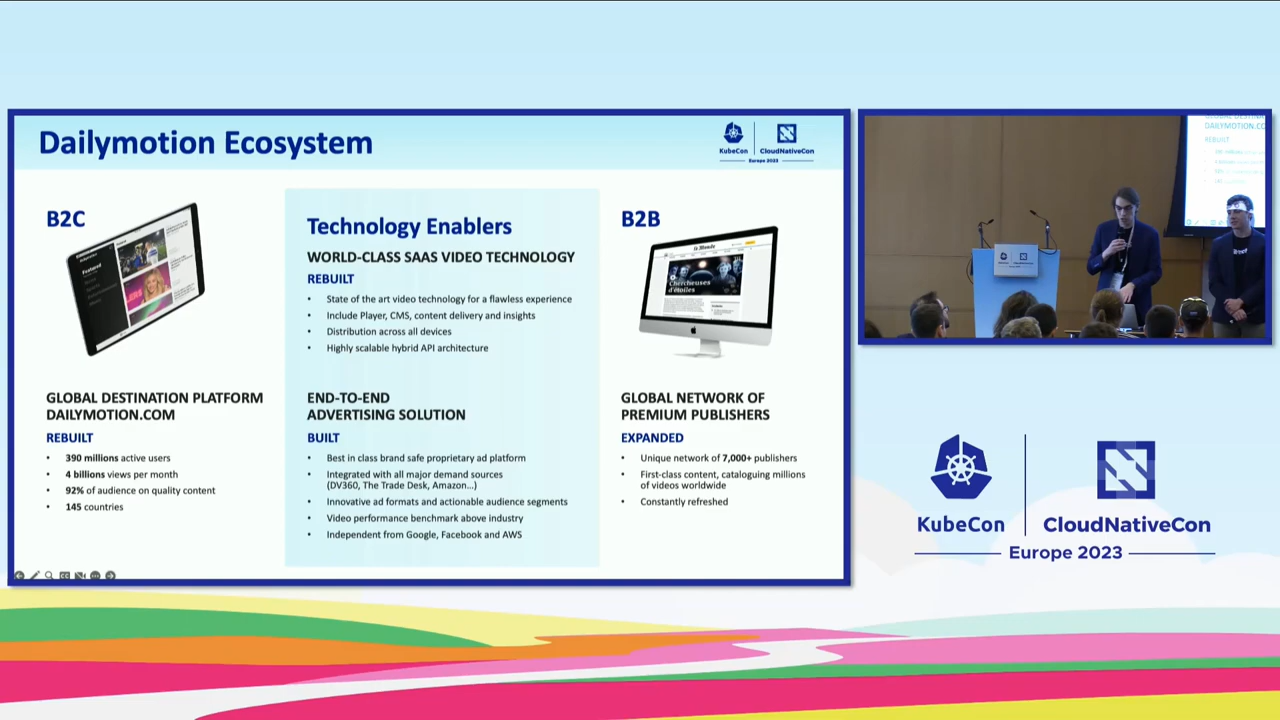 Dailymotion Ecosystem
KubeCon
CloudNativeCon
Europe 2023
B2C
GLOBAL DESTINATION PLATFORM
DAILYMOTION.COM
REBUILT
• 390 millions active users
• 4 billions views per month
• 92% of audience on quality content
• 145 countries
Technology Enablers
WORLD-CLASS SAAS VIDEO TECHNOLOGY
REBUILT
• State of the art video technology for a flawless experience
• Include Player, CMS, content delivery and insights
• Distribution across all devices
• Highly scalable hybrid API architecture
END-TO-END
ADVERTISING SOLUTION
BUILT
• Best in class brand safe proprietary ad platform
• Integrated with all major demand sources
(DV360, The Trade Desk, Amazon...)
• Innovative ad formats and actionable audience segments
• Video performance benchmark above industry
• Independent from Google, Facebook and AWS
B2B
Le Monde
Chercheuses
d'étoiles
GLOBAL NETWORK OF
PREMIUM PUBLISHERS
EXPANDED
• Unique network of 7,000+ publishers
• First-class content, cataloguing millions
of videos worldwide
• Constantly refreshed
DAILYMOTION.CO
REBUILT
KubeCon
CloudNativeCon
Europe 2023